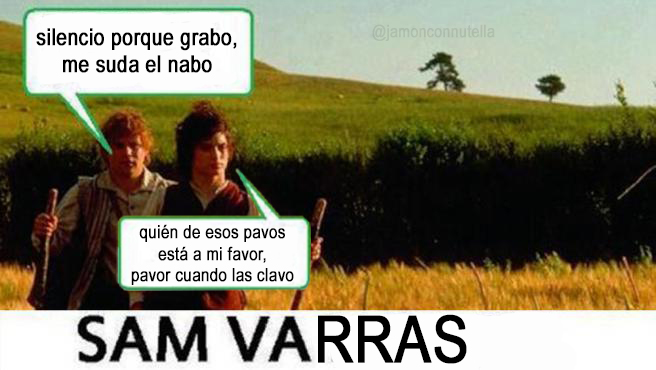 @jamonconnutella
silencio porque grabo,
me suda el nabo
quién de esos pavos
está a mi favor,
pavor cuando las clavo
SAM VARRAS